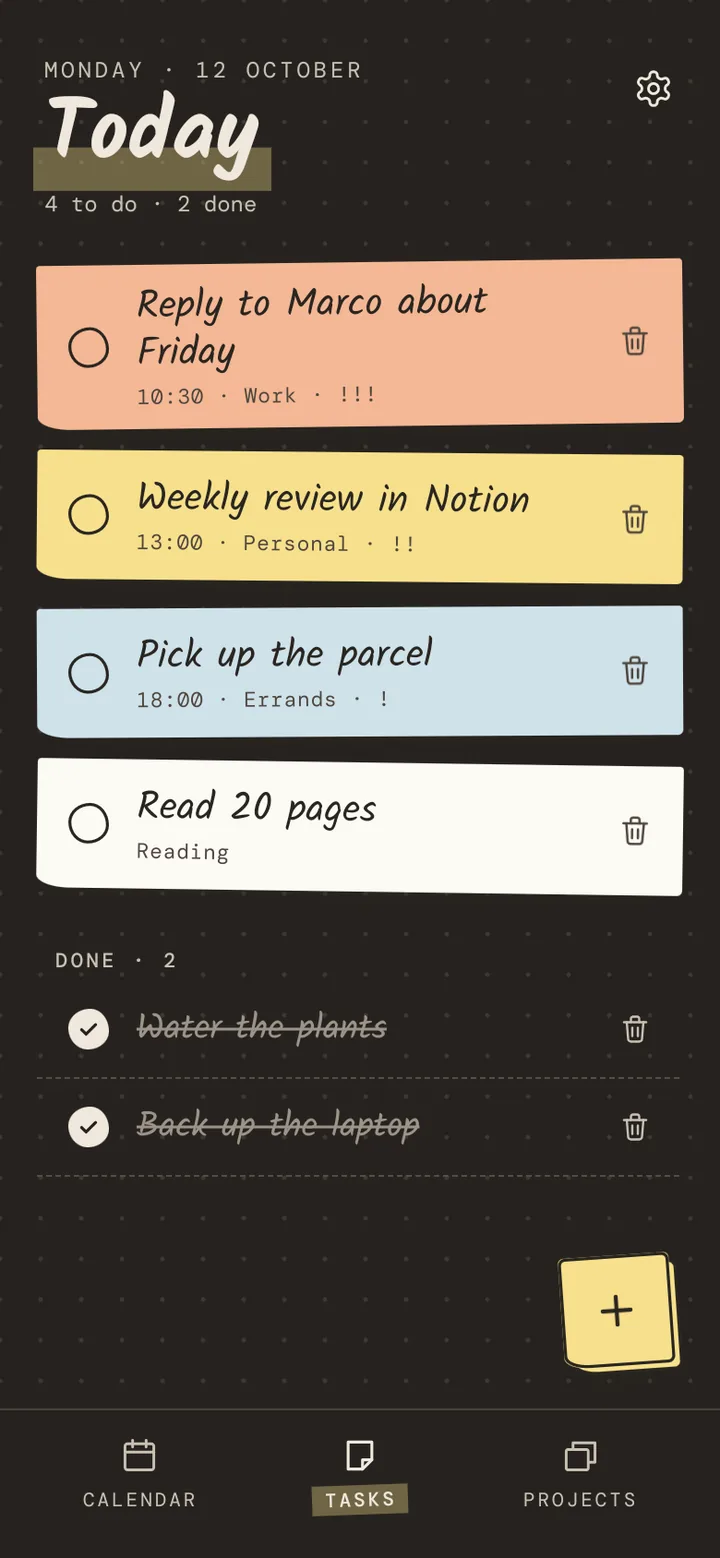 MONDAY · 12 OCTOBER
Today
4 to do · 2 done
Reply to Marco about
Friday
10:30 · Work · !!!
Weekly review in Notion
13:00 · Personal · !!
Pick up the parcel
18:00 · Errands · !
Read 20 pages
Reading
DONE · 2
Water the plants
Back up the laptop
+
CALENDAR
TASKS
PROJECTS